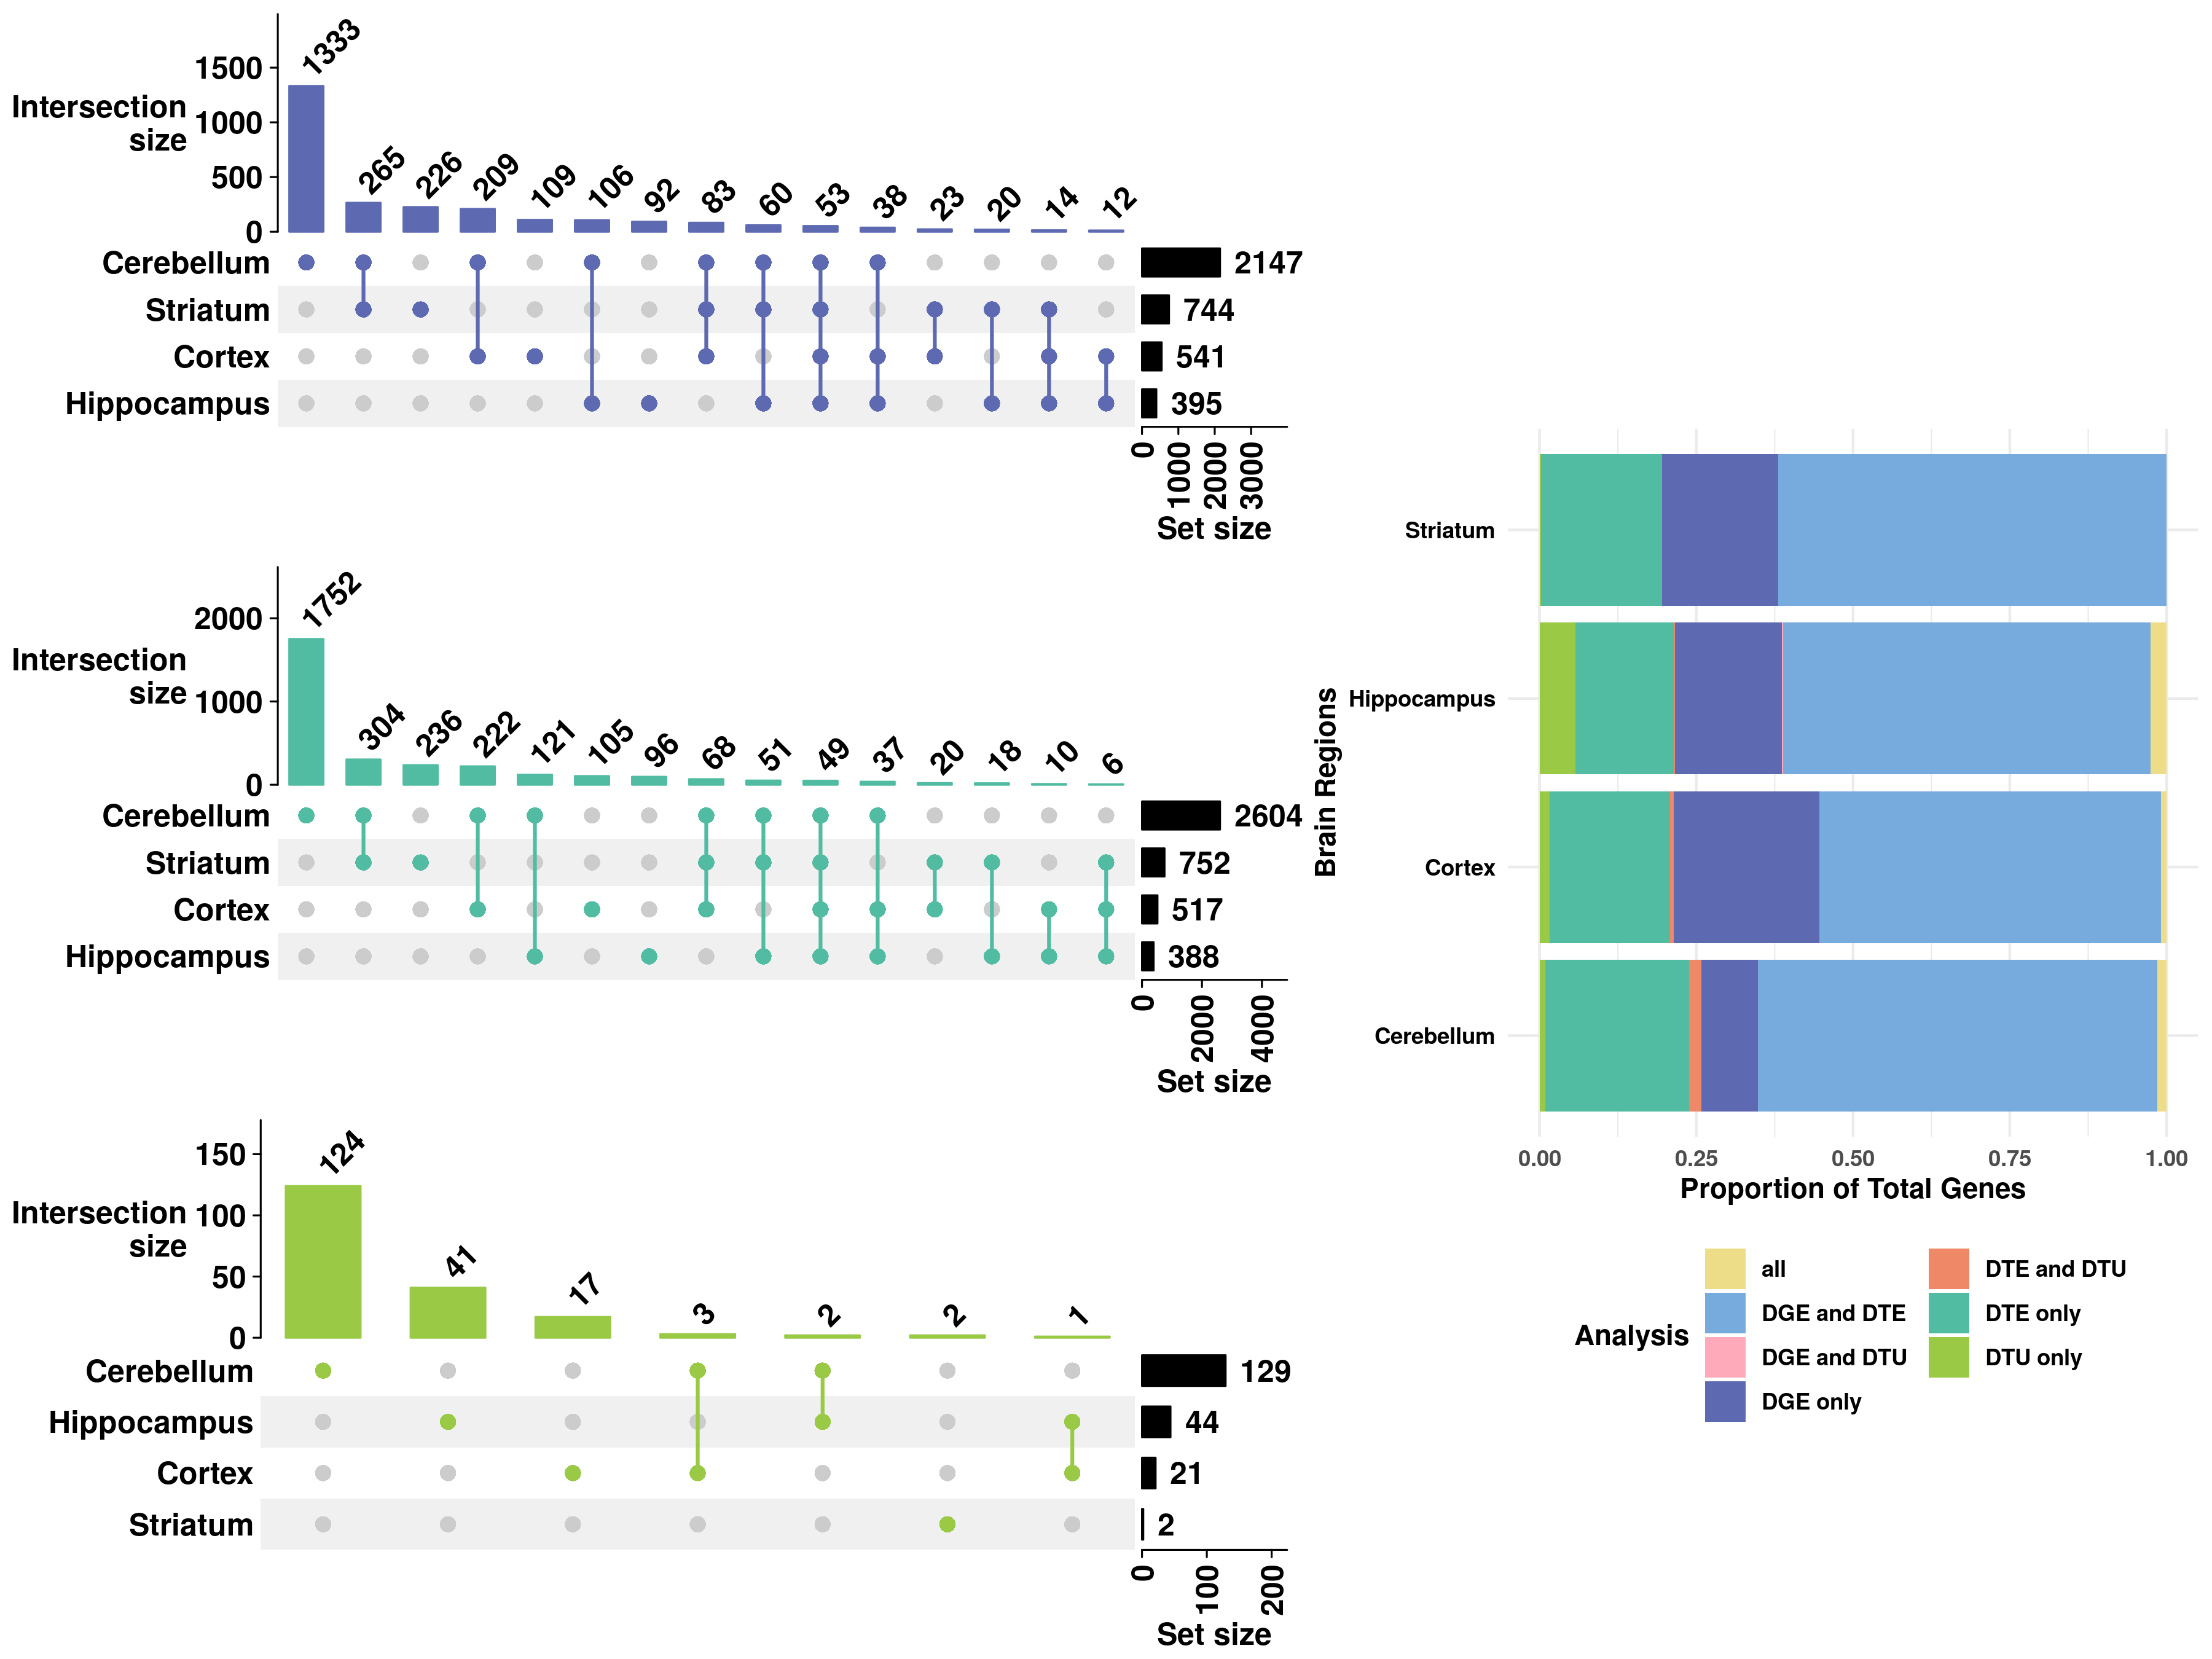 1333
265
226
209
109
106
92
83
60
53
38
23
20
14
12
1500
1000
500
0
Intersection
size
Cerebellum
Striatum
Cortex
Hippocampus
2147
744
541
395
0
1000
2000
3000
Set size
1752
304
236
222
121
105
96
68
51
49
37
20
18
10
6
2000
1000
0
Intersection
size
Cerebellum
Striatum
Cortex
Hippocampus
2604
752
517
388
0
2000
4000
Set size
124
41
17
3
2
2
1
150
100
50
0
Intersection
size
Cerebellum
Hippocampus
Cortex
Striatum
129
44
21
2
0
100
200
Set size
Brain Regions
Striatum
Hippocampus
Cortex
Cerebellum
0.00
0.25
0.50
0.75
1.00
Proportion of Total Genes
Analysis
all
DGE and DTE
DGE and DTU
DGE only
DTE and DTU
DTE only
DTU only